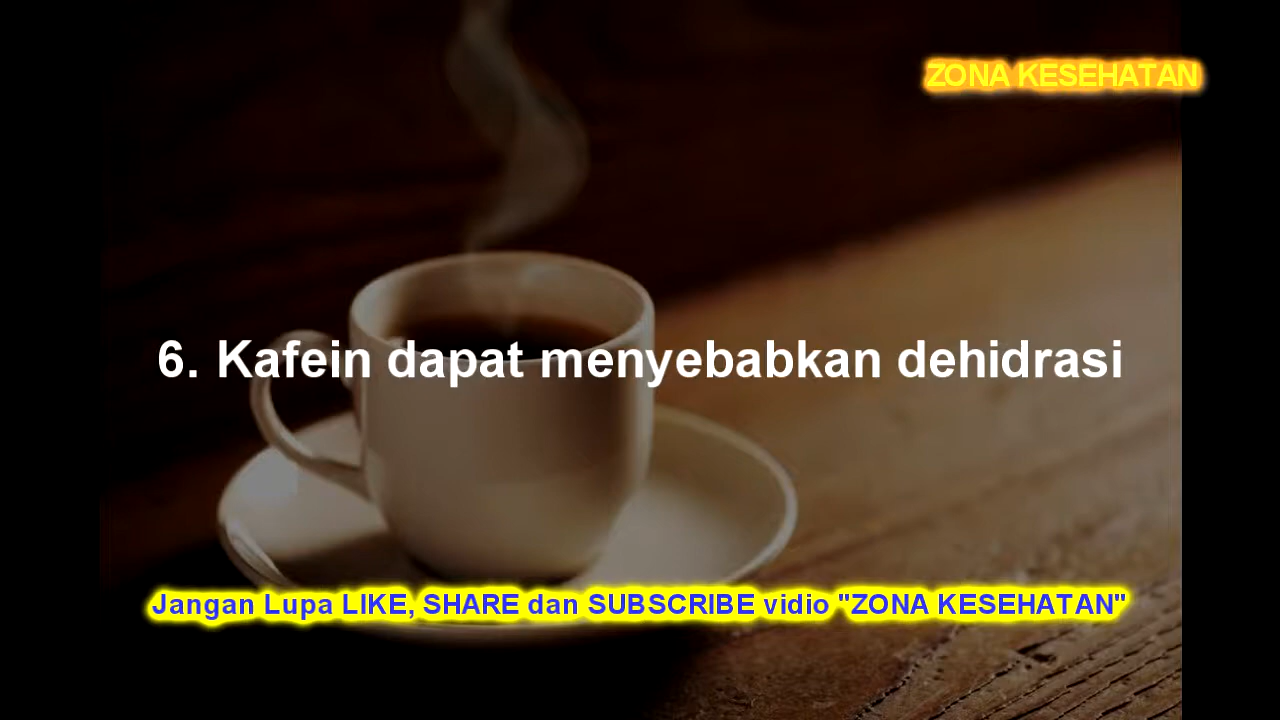 ZONA KESEHATAN
6. Kafein dapat menyebabkan dehidrasi
Jangan Lupa LIKE, SHARE dan SUBSCRIBE vidio "ZONA KESEHATAN"